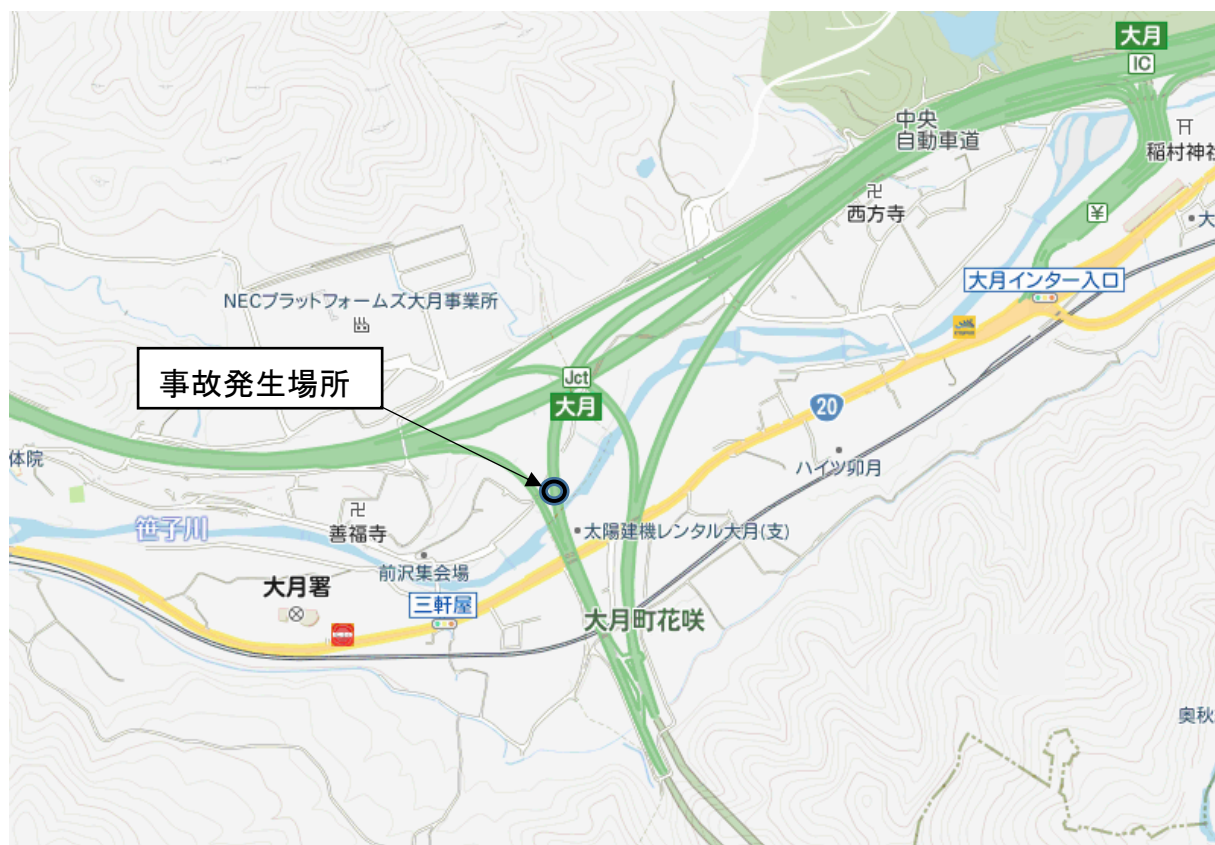 大月
IC
中央
自動車道
稲村神社
西方寺
¥
大
大月インター入口
NECプラットフォームズ大月事業所
事故発生場所
Jct
大月
20
ハイツ卯月
体院
善福寺
笹子川
太陽建機レンタル大月(支)
前沢集会場
大月署
三軒屋
大月町花咲
奥秋